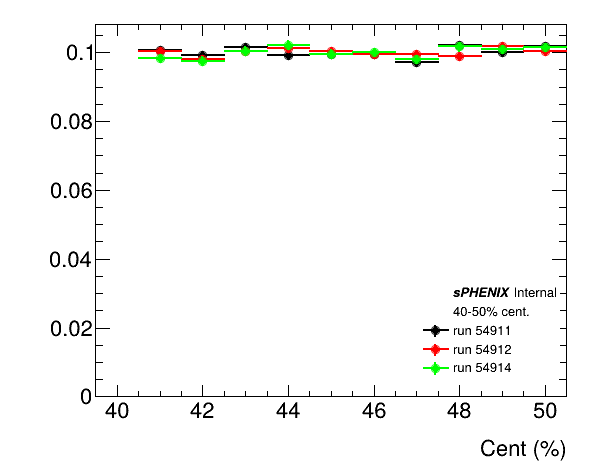 0.1
0.08
0.06
0.04
0.02
0
sPHENIX Internal
40-50% cent.
run 54911
run 54912
run 54914
40 42 44 46 48 50
Cent (%)